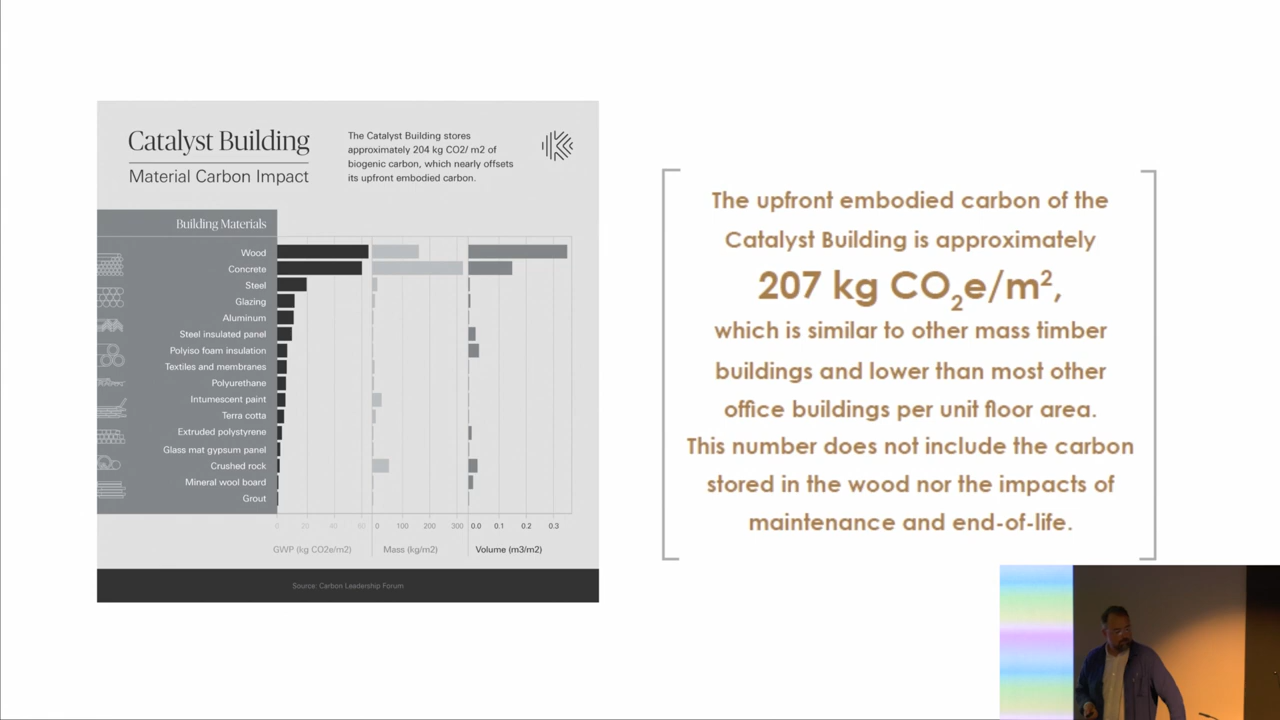 Catalyst Building
Material Carbon Impact
The Catalyst Building stores
approximately 204 kg CO2/ m2 of
biogenic carbon, which nearly offsets
its upfront embodied carbon.
Building Materials
Wood
Concrete
Steel
Glazing
Aluminum
Steel insulated panel
Polyiso foam insulation
Textiles and membranes
Polyurethane
Intumescent paint
Terra cotta
Extruded polystyrene
Glass mat gypsum panel
Crushed rock
Mineral wool board
Grout
0 20 40 60 0 100 200 300 0.0 0.1 0.2 0.3
GWP (kg CO2e/m2) Mass (kg/m2) Volume (m3/m2)
Source: Carbon Leadership Forum
The upfront embodied carbon of the
Catalyst Building is approximately
207 kg CO₂e/m²,
which is similar to other mass timber
buildings and lower than most other
office buildings per unit floor area.
This number does not include the carbon
stored in the wood nor the impacts of
maintenance and end-of-life.